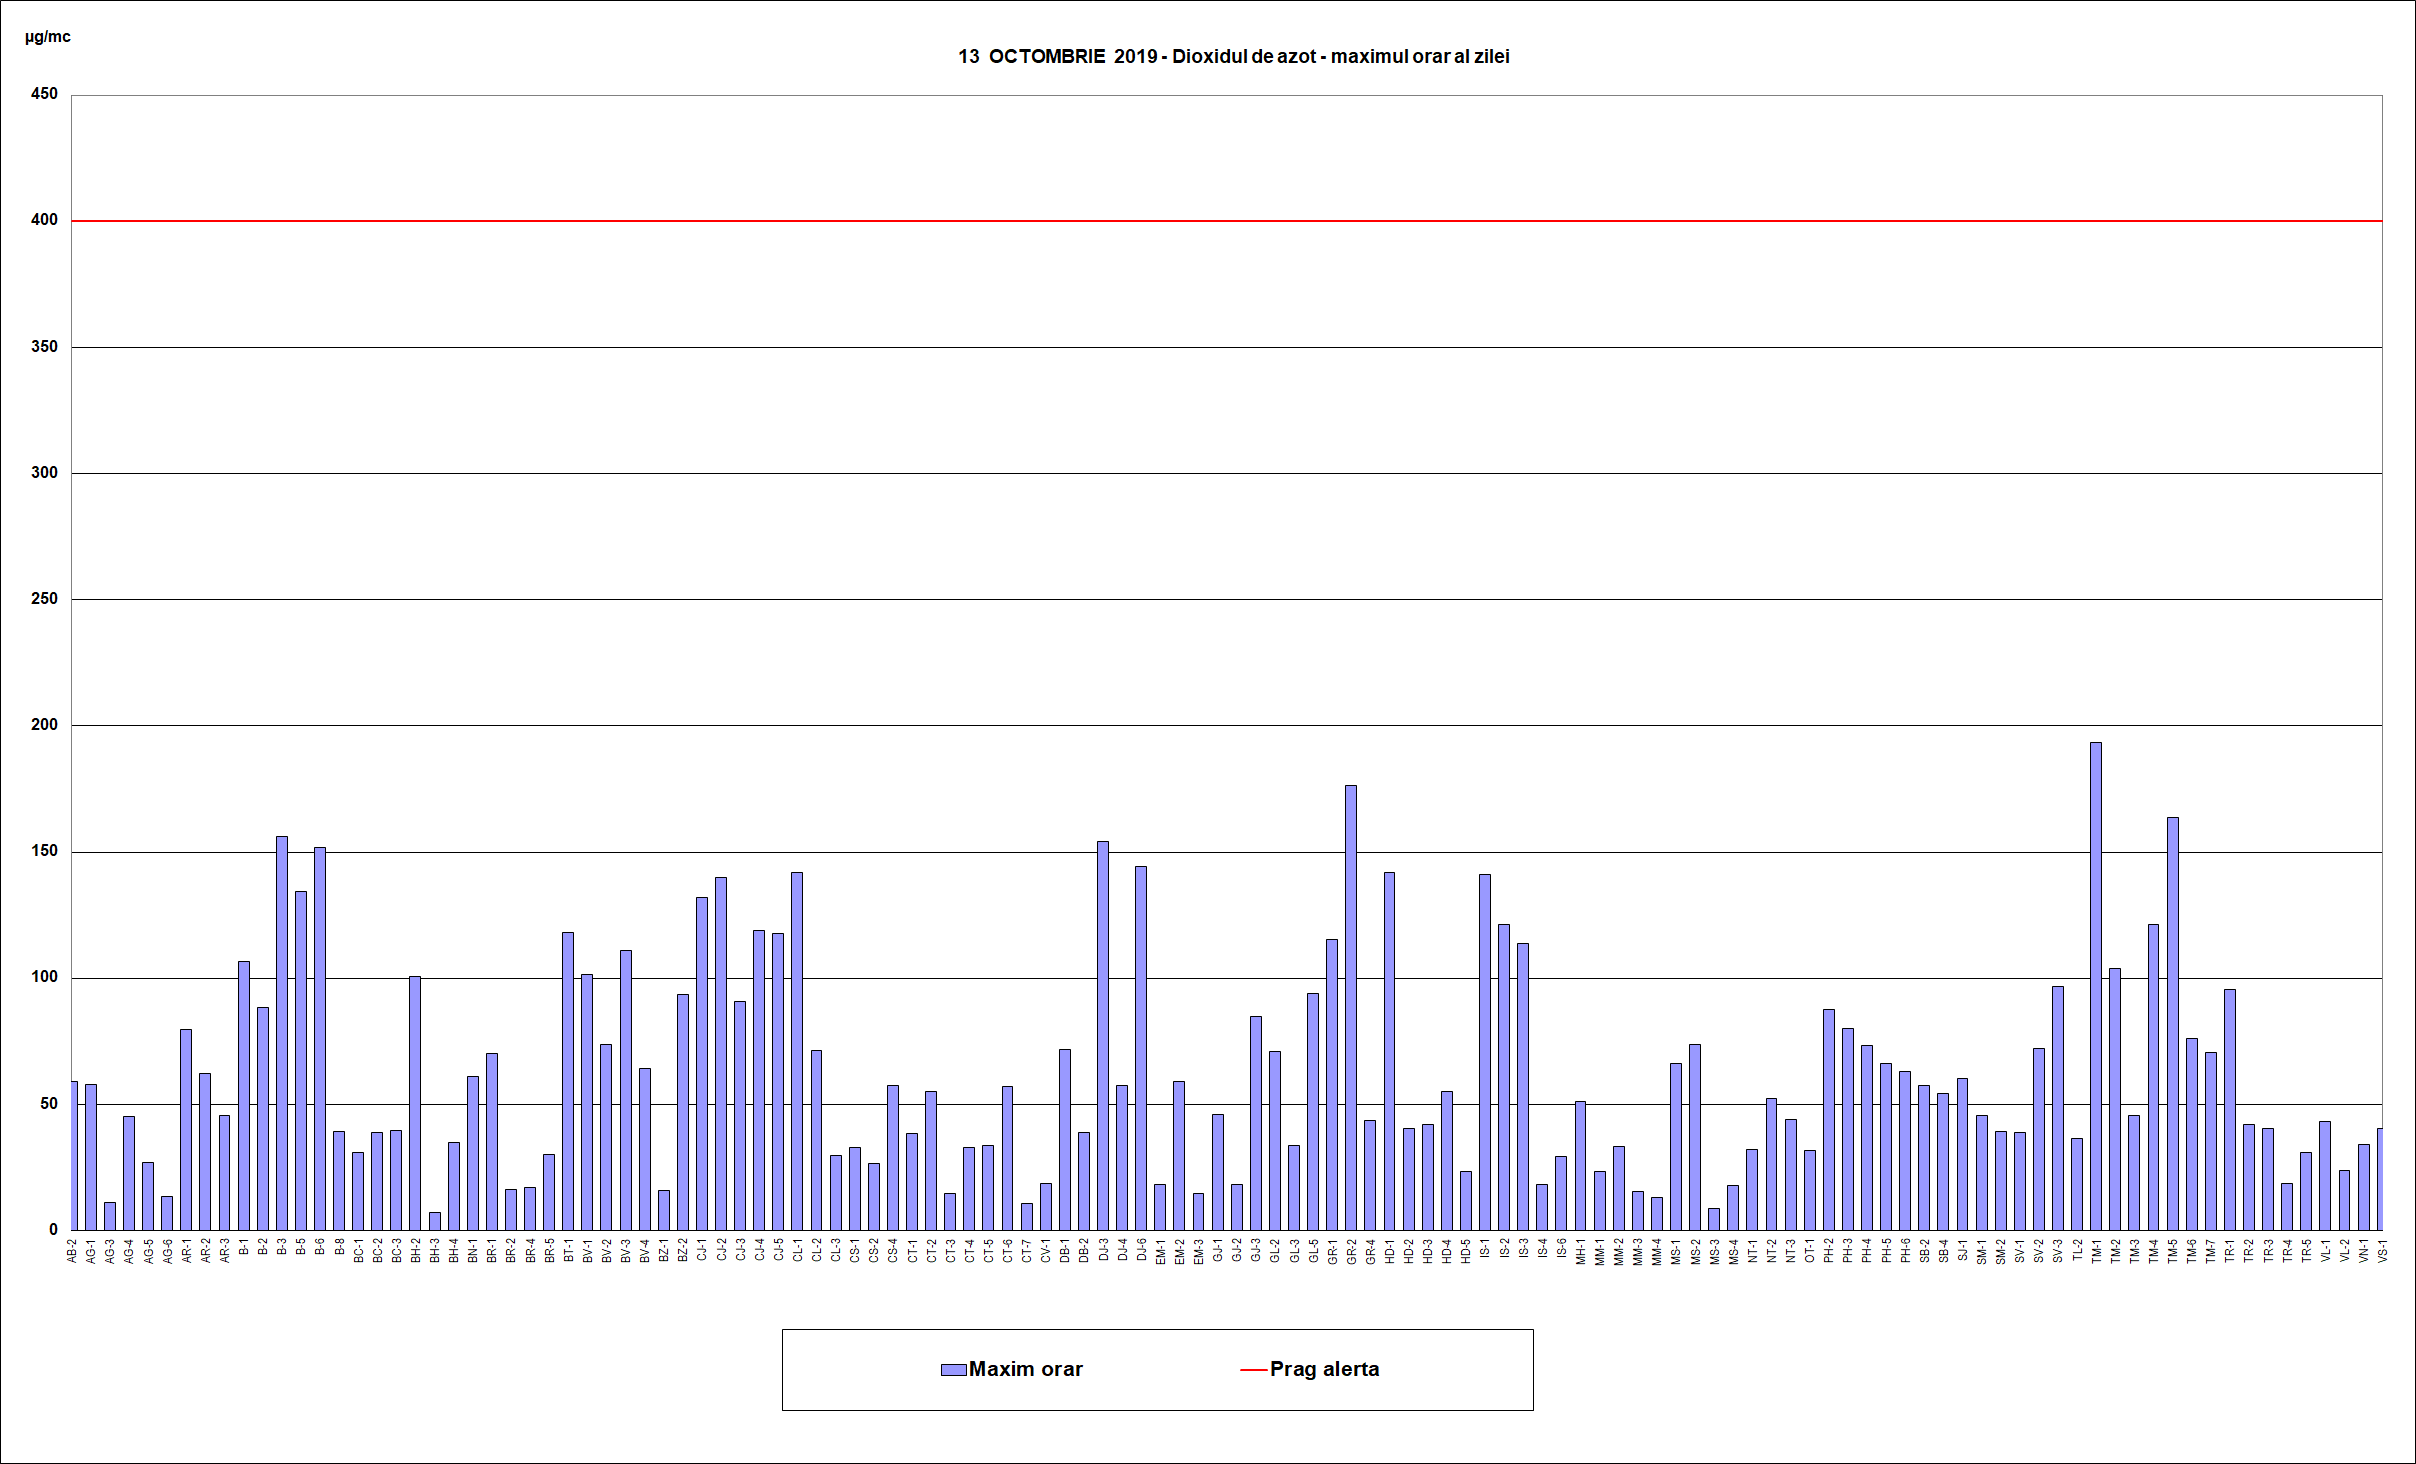 µg/mc
13 OCTOMBRIE 2019 - Dioxidul de azot - maximul orar al zilei
450
400
350
300
250
200
150
100
50
0
AB-2 AG-1 AG-3 AG-4 AG-5 AG-6 AR-1 AR-2 AR-3 B-1 B-2 B-3 B-5 B-6 B-8 BC-1 BC-2 BC-3 BH-2 BH-3 BH-4 BN-1 BR-1 BR-2 BR-4 BR-5 BT-1 BV-1 BV-2 BV-3 BV-4 BZ-1 BZ-2 CJ-1 CJ-2 CJ-3 CJ-4 CJ-5 CL-1 CL-2 CL-3 CS-1 CS-2 CS-4 CT-1 CT-2 CT-3 CT-4 CT-5 CT-6 CT-7 CV-1 DB-1 DB-2 DJ-3 DJ-4 DJ-6 EM-1 EM-2 EM-3 GJ-1 GJ-2 GJ-3 GL-2 GL-3 GL-5 GR-1 GR-2 GR-4 HD-1 HD-2 HD-3 HD-4 HD-5 IS-1 IS-2 IS-3 IS-4 IS-6 MH-1 MM-1 MM-2 MM-3 MM-4 MS-1 MS-2 MS-3 MS-4 NT-1 NT-2 NT-3 OT-1 PH-2 PH-3 PH-4 PH-5 PH-6 SB-2 SB-4 SJ-1 SM-1 SM-2 SV-1 SV-2 SV-3 TL-2 TM-1 TM-2 TM-3 TM-4 TM-5 TM-6 TM-7 TR-1 TR-2 TR-3 TR-4 TR-5 VL-1 VL-2 VN-1 VS-1
Maxim orar Prag alerta